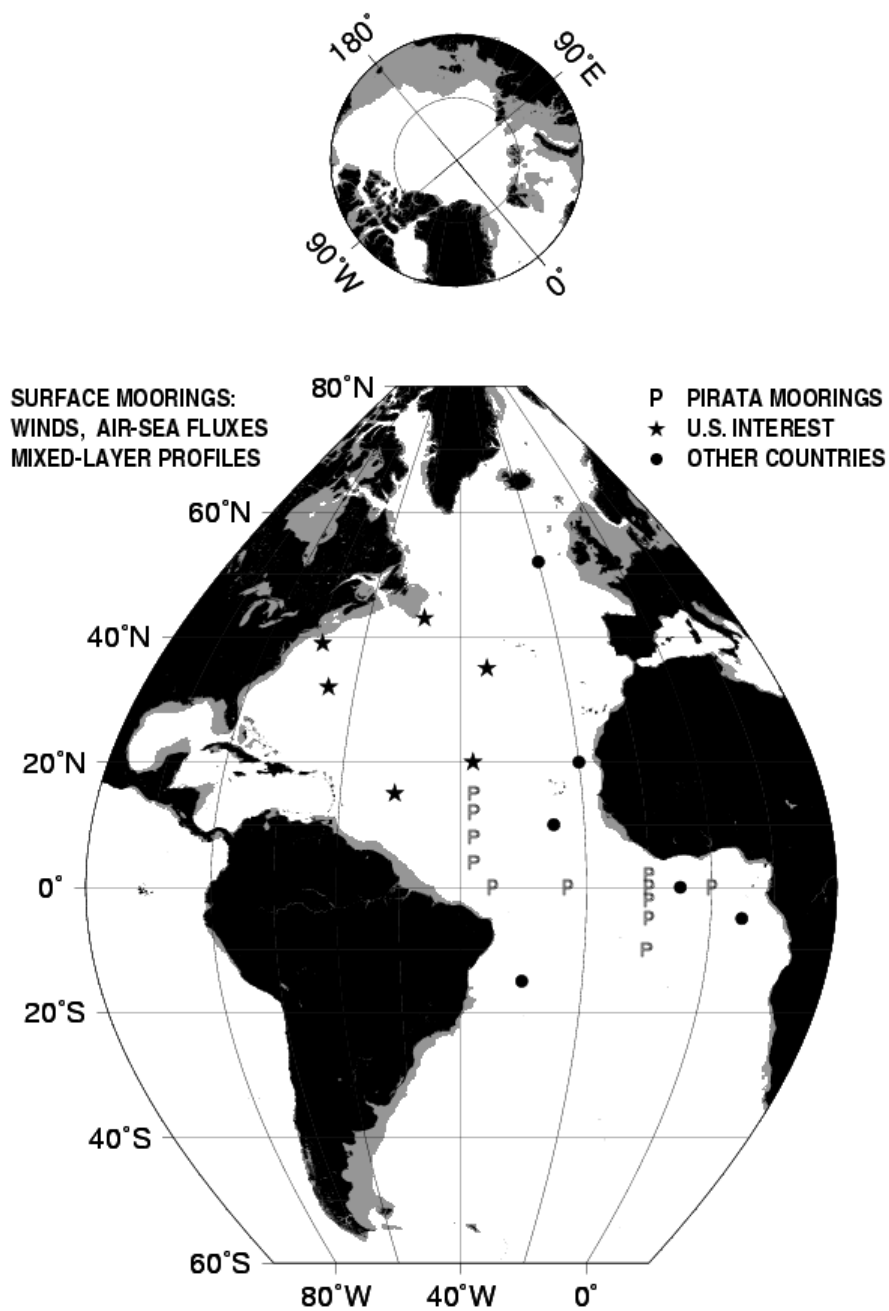 180°
90°E
90°W
0°
SURFACE MOORINGS:
WINDS, AIR-SEA FLUXES
MIXED-LAYER PROFILES
P PIRATA MOORINGS
★ U.S. INTEREST
● OTHER COUNTRIES
80°N
60°N
40°N
20°N
P
P
P
P
0°
P
P
P
P
P
P
P
P
P
20°S
40°S
60°S
80°W 40°W 0°